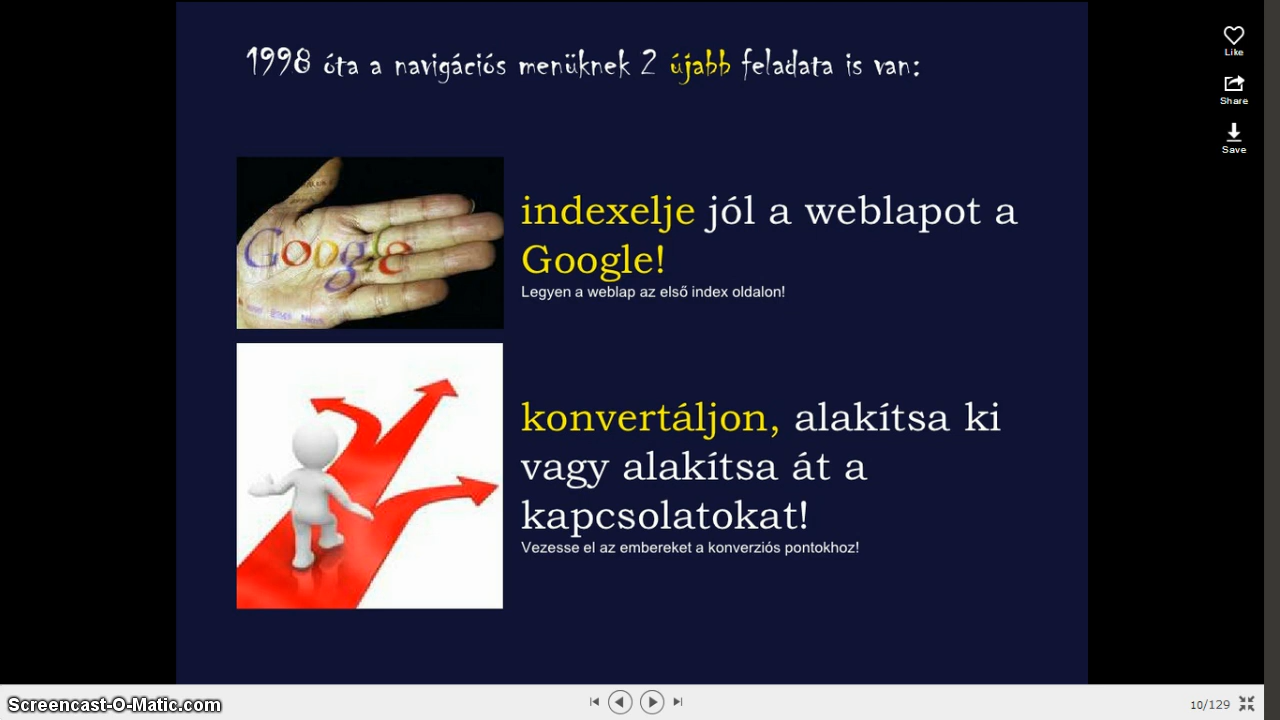 1998 óta a navigációs menüknek 2 újabb feladata is van:
Google
indexelje jól a weblapot a
Google!
Legyen a weblap az első index oldalon!
konvertáljon, alakítsa ki
vagy alakítsa át a
kapcsolatokat!
Vezesse el az embereket a konverziós pontokhoz!
Like
Share
Save
Screencast-O-Matic.com
10/129